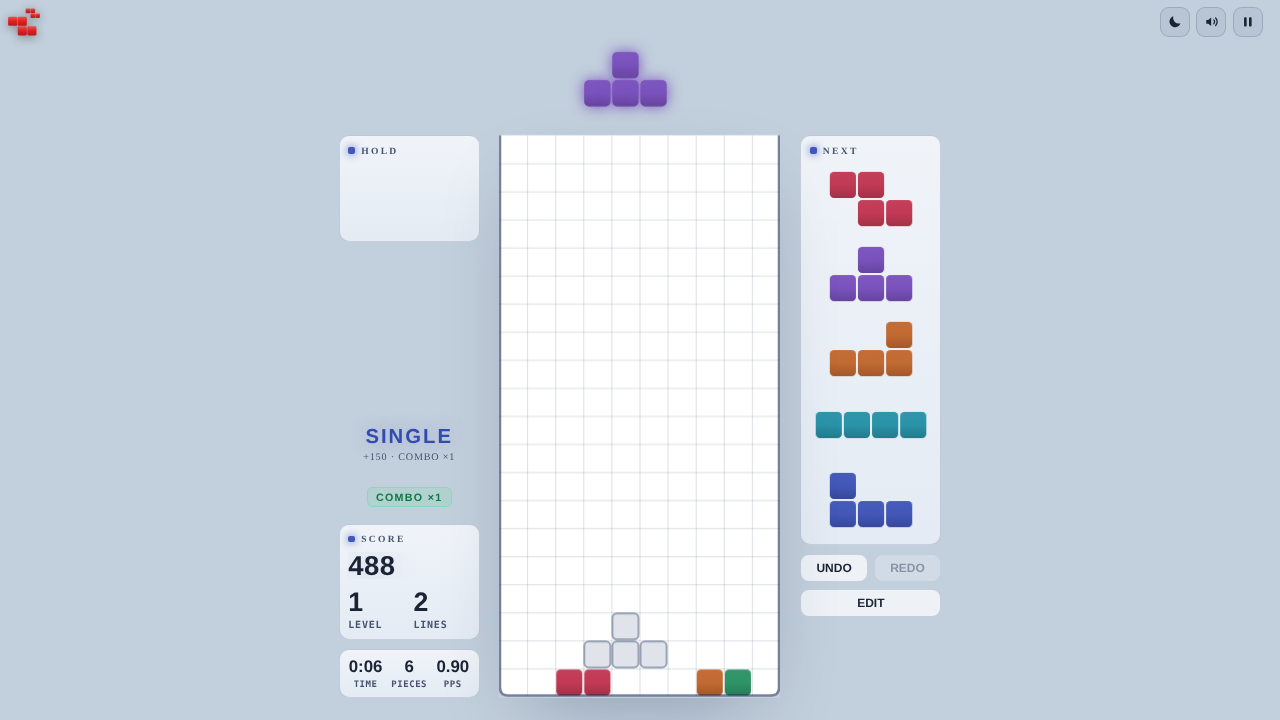 HOLD
NEXT
SINGLE
+150 · COMBO ×1
COMBO ×1
SCORE
488
1 2
LEVEL LINES
0:06 6 0.90
TIME PIECES PPS
UNDO REDO
EDIT